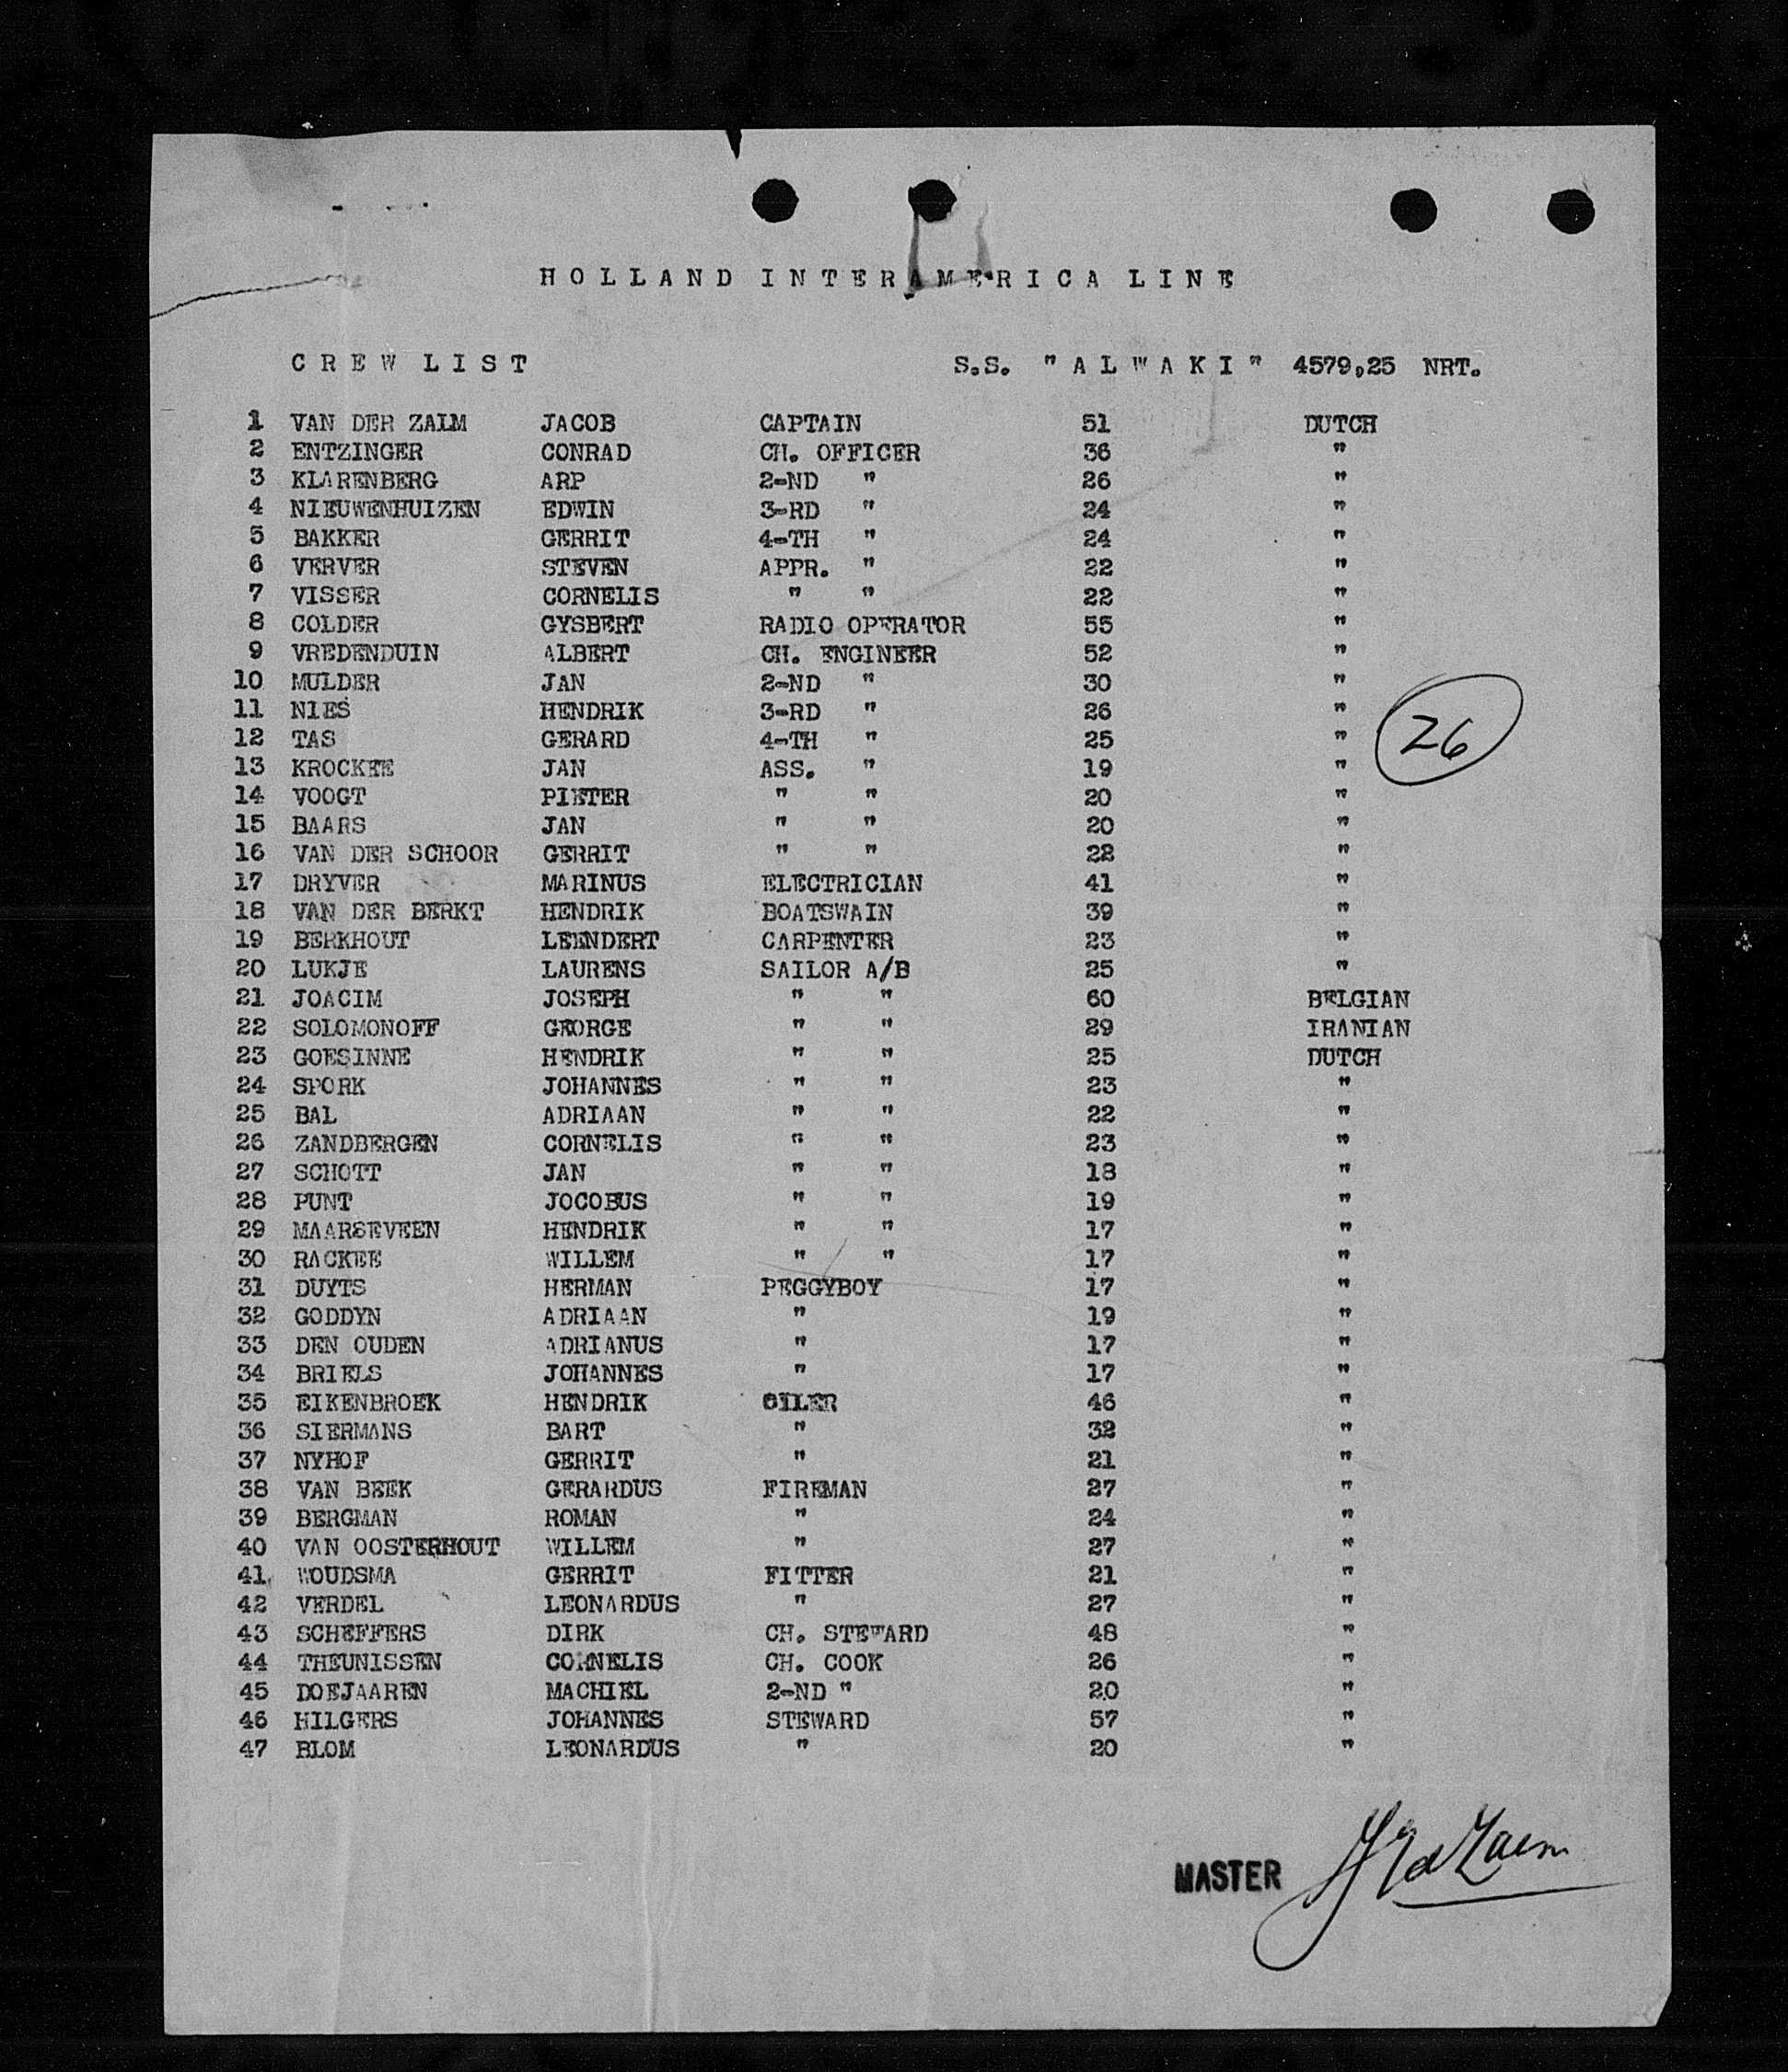 HOLLAND INTERAMERICA LINE
CREW LIST S.S. "ALWAKI" 4579,25 NRT.
1 VAN DER ZALM JACOB CAPTAIN 51 DUTCH
2 ENTZINGER CONRAD CH. OFFICER 36 "
3 KLARENBERG ARP 2-ND " 26 "
4 NIEUWENHUIZEN EDWIN 3-RD " 24 "
5 BAKKER GERRIT 4-TH " 24 "
6 VERVER STEVEN APPR. " 22 "
7 VISSER CORNELIS " " 22 "
8 COLDER GYSBERT RADIO OPERATOR 55 "
9 VREDENDUIN ALBERT CH. ENGINEER 52 "
10 MULDER JAN 2-ND " 30 "
11 NIES HENDRIK 3-RD " 26 "
12 TAS GERARD 4-TH " 25 "
26
13 KROCKEE JAN ASS. " 19 "
14 VOOGT PIETER " " 20 "
15 BAARS JAN " " 20 "
16 VAN DER SCHOOR GERRIT " " 28 "
17 DRYVER MARINUS ELECTRICIAN 41 "
18 VAN DER BERKT HENDRIK BOATSWAIN 39 "
19 BERKHOUT LEENDERT CARPENTER 23 "
20 LUKJE LAURENS SAILOR A/B 25 "
21 JOACIM JOSEPH " " 60 BELGIAN
22 SOLOMONOFF GEORGE " " 29 IRANIAN
23 GOESINNE HENDRIK " " 25 DUTCH
24 SPORK JOHANNES " " 23 "
25 BAL ADRIAAN " " 22 "
26 ZANDBERGEN CORNELIS " " 23 "
27 SCHOTT JAN " " 18 "
28 PUNT JOCOBUS " " 19 "
29 MAARSEVEEN HENDRIK " " 17 "
30 RACKEE WILLEM " " 17 "
31 DUYTS HERMAN PEGGYBOY 17 "
32 GODDYN ADRIAAN " 19 "
33 DEN OUDEN ADRIANUS " 17 "
34 BRIELS JOHANNES " 17 "
35 EIKENBROEK HENDRIK OILER 46 "
36 SIERMANS BART " 32 "
37 NYHOF GERRIT " 21 "
38 VAN BEEK GERARDUS FIREMAN 27 "
39 BERGMAN ROMAN " 24 "
40 VAN OOSTERHOUT WILLEM " 27 "
41 WOUDSMA GERRIT FITTER 21 "
42 VERDEL LEONARDUS " 27 "
43 SCHEFFERS DIRK CH. STEWARD 48 "
44 THEUNISSEN CORNELIS CH. COOK 26 "
45 DOEJAAREN MACHIEL 2-ND " 20 "
46 HILGERS JOHANNES STEWARD 57 "
47 BLOM LEONARDUS " 20 "
MASTER